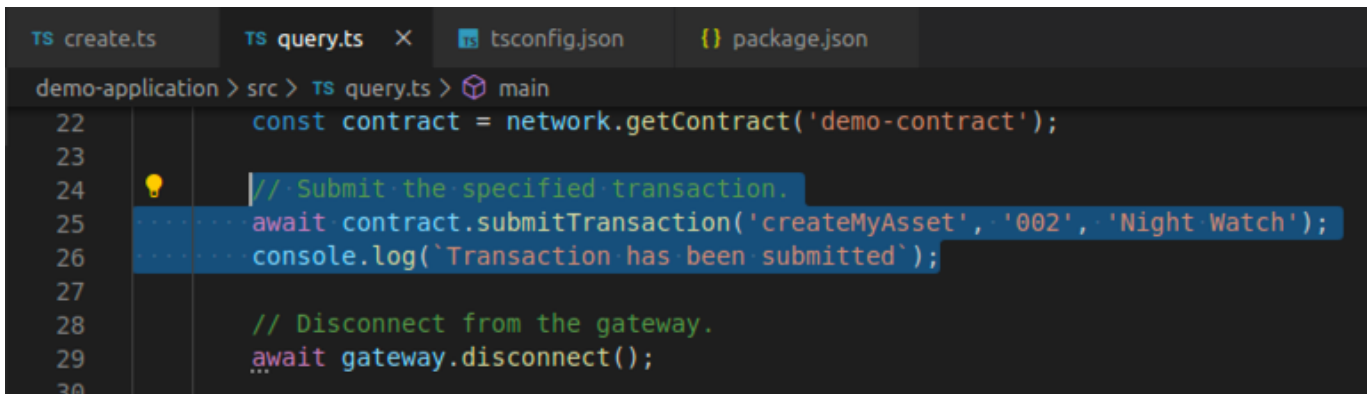 TS create.ts TS query.ts × TS tsconfig.json {} package.json
demo-application > src > TS query.ts > main
22 const contract = network.getContract('demo-contract');
23
24 // Submit the specified transaction.
25 await contract.submitTransaction('createMyAsset', '002', 'Night Watch');
26 console.log(`Transaction has been submitted`);
27
28 // Disconnect from the gateway.
29 await gateway.disconnect();
30